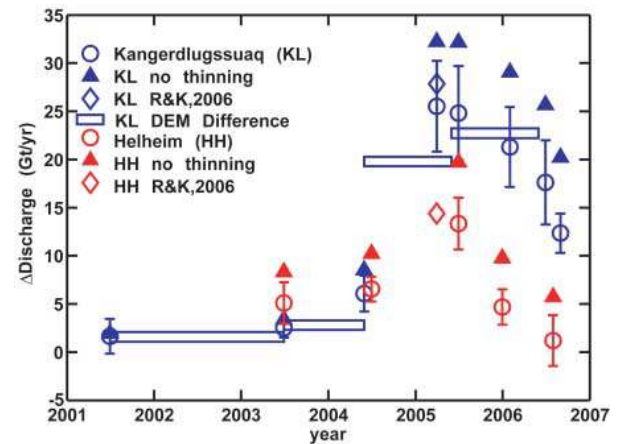 35
30
25
20
15
10
5
0
-5
ΔDischarge (Gt/yr)
Kangerdlugssuaq (KL)
KL no thinning
KL R&K,2006
KL DEM Difference
Helheim (HH)
HH no thinning
HH R&K,2006
2001 2002 2003 2004 2005 2006 2007
year